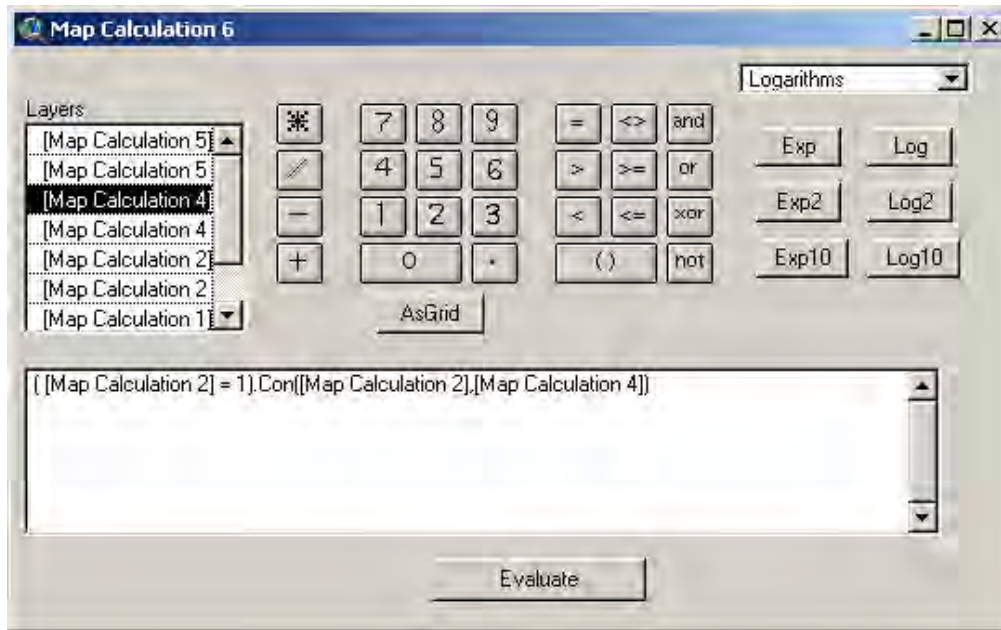 Map Calculation 6
Logarithms
Layers
[Map Calculation 5]
[Map Calculation 5
[Map Calculation 4]
[Map Calculation 4
[Map Calculation 2]
[Map Calculation 2
[Map Calculation 1]
* 7 8 9 = <> and
/ 4 5 6 > >= or
- 1 2 3 < <= xor
+ 0 . ( ) not
AsGrid
Exp Log
Exp2 Log2
Exp10 Log10
( [Map Calculation 2] = 1).Con([Map Calculation 2],[Map Calculation 4])
Evaluate